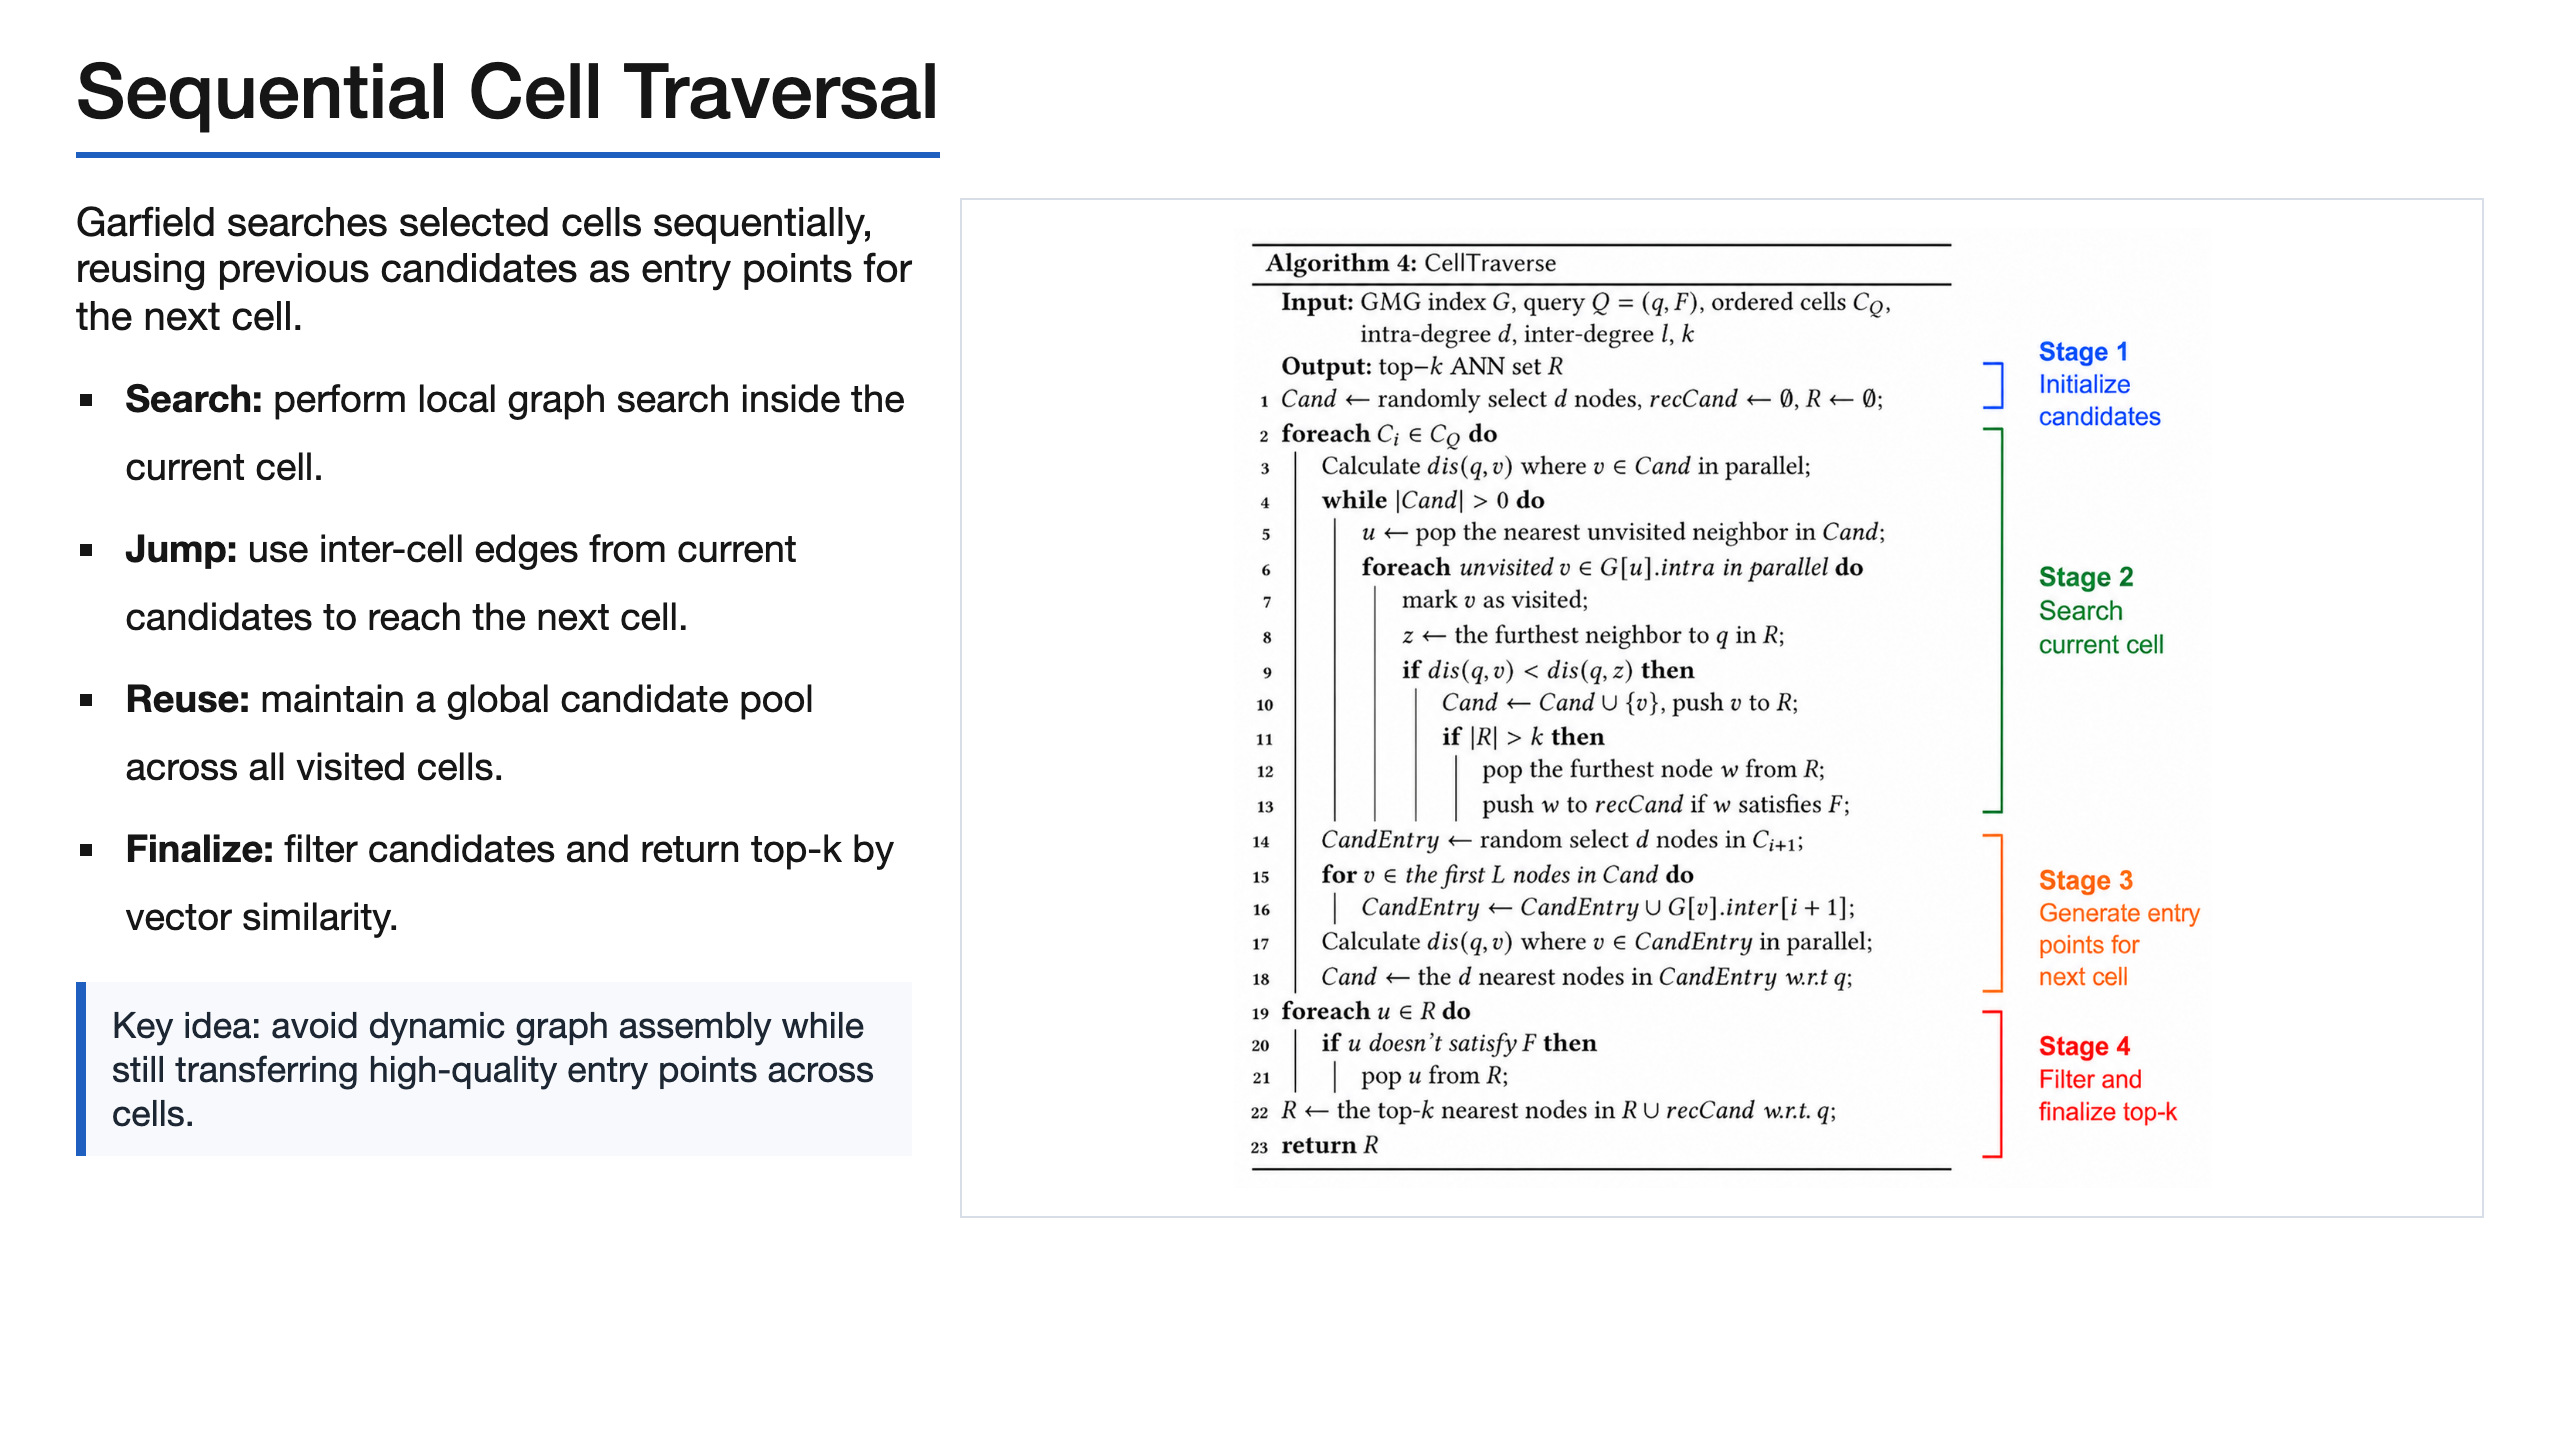 Sequential Cell Traversal
Garfield searches selected cells sequentially,
reusing previous candidates as entry points for
the next cell.
▪ Search: perform local graph search inside the
current cell.
▪ Jump: use inter-cell edges from current
candidates to reach the next cell.
▪ Reuse: maintain a global candidate pool
across all visited cells.
▪ Finalize: filter candidates and return top-k by
vector similarity.
Key idea: avoid dynamic graph assembly while
still transferring high-quality entry points across
cells.
Algorithm 4: CellTraverse
Input: GMG index G, query Q = (q, F), ordered cells C_Q,
intra-degree d, inter-degree l, k
Output: top−k ANN set R
1 Cand ← randomly select d nodes, recCand ← ∅, R ← ∅;
2 foreach C_i ∈ C_Q do
3 Calculate dis(q, v) where v ∈ Cand in parallel;
4 while |Cand| > 0 do
5 u ← pop the nearest unvisited neighbor in Cand;
6 foreach unvisited v ∈ G[u].intra in parallel do
7 mark v as visited;
8 z ← the furthest neighbor to q in R;
9 if dis(q, v) < dis(q, z) then
10 Cand ← Cand ∪ {v}, push v to R;
11 if |R| > k then
12 pop the furthest node w from R;
13 push w to recCand if w satisfies F;
14 CandEntry ← random select d nodes in C_{i+1};
15 for v ∈ the first L nodes in Cand do
16 CandEntry ← CandEntry ∪ G[v].inter[i + 1];
17 Calculate dis(q, v) where v ∈ CandEntry in parallel;
18 Cand ← the d nearest nodes in CandEntry w.r.t q;
19 foreach u ∈ R do
20 if u doesn't satisfy F then
21 pop u from R;
22 R ← the top-k nearest nodes in R ∪ recCand w.r.t. q;
23 return R
Stage 1
Initialize
candidates
Stage 2
Search
current cell
Stage 3
Generate entry
points for
next cell
Stage 4
Filter and
finalize top-k